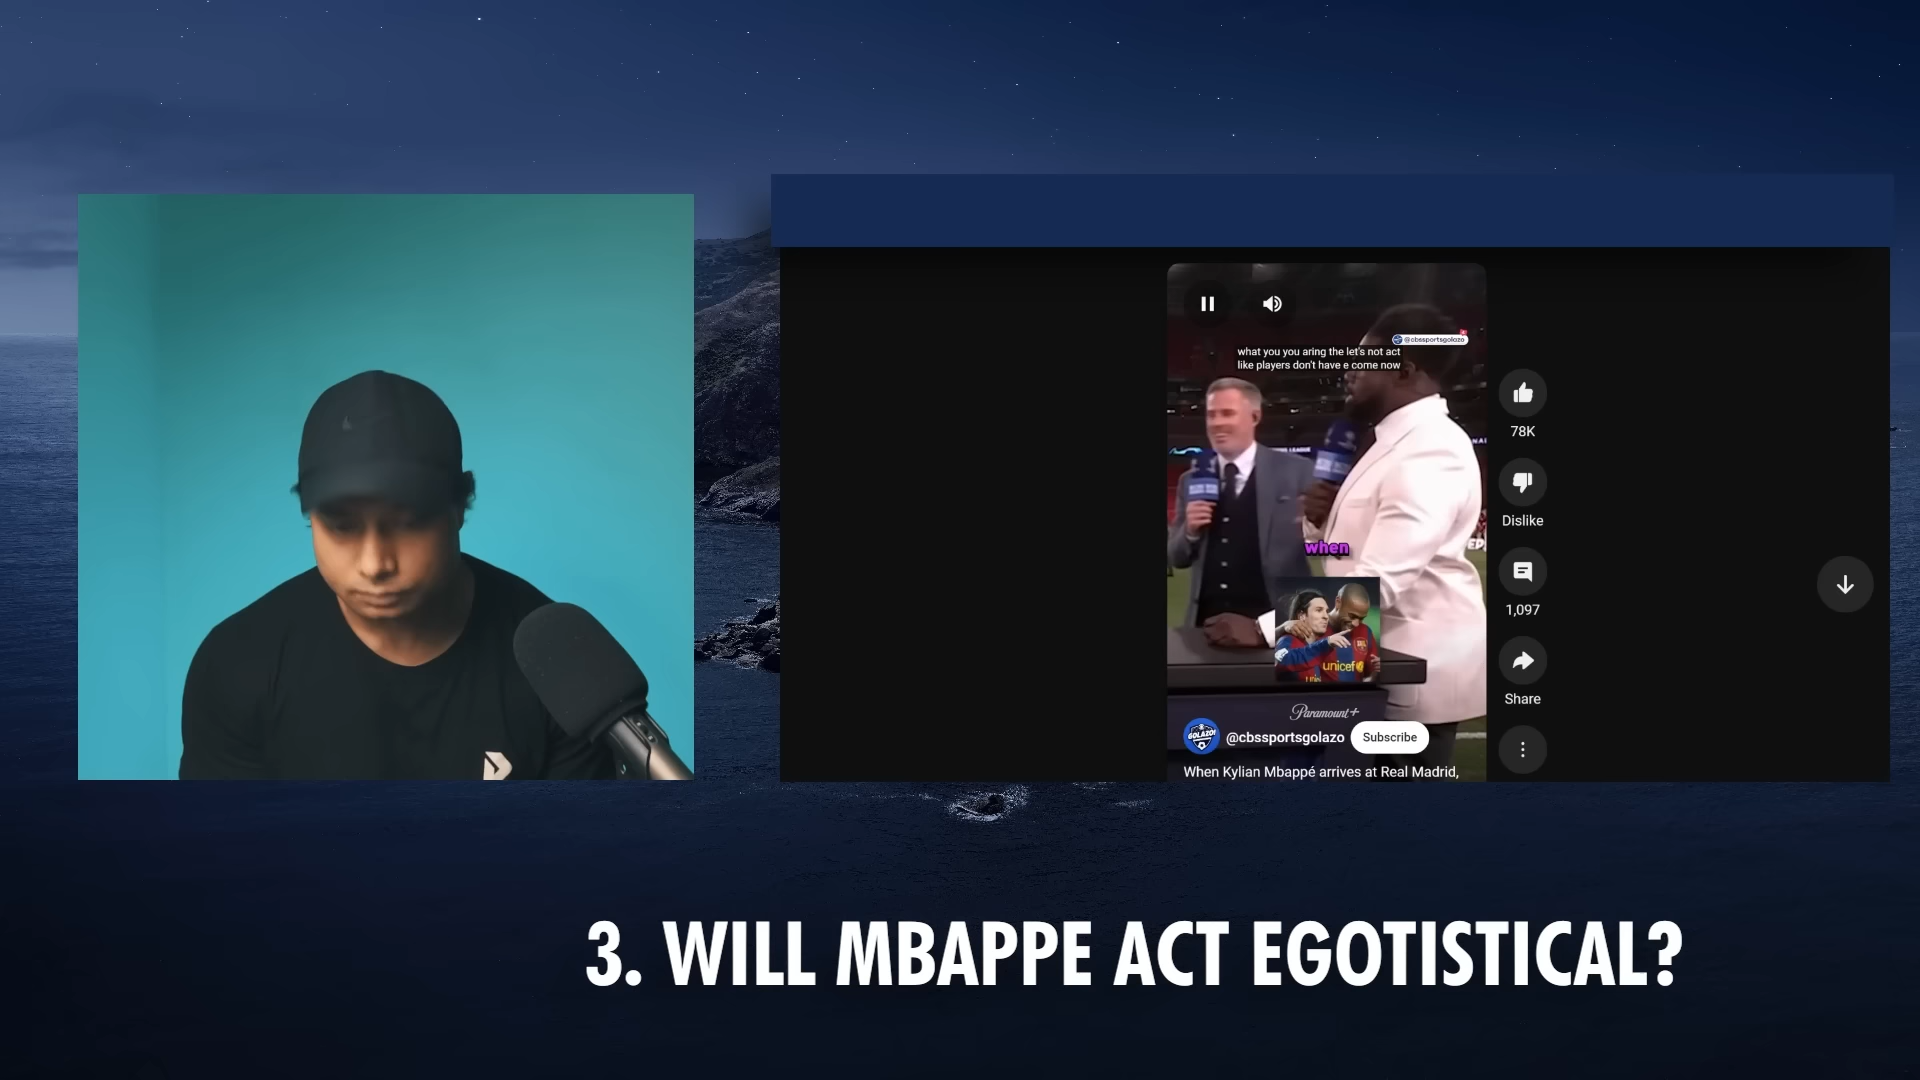 @cbssportsgolazo
what you you aring the let's not act
like players don't have e come now
when
unicef
Paramount+
GOLAZO!
@cbssportsgolazo
Subscribe
When Kylian Mbappé arrives at Real Madrid,
78K
Dislike
1,097
Share
3. WILL MBAPPE ACT EGOTISTICAL?